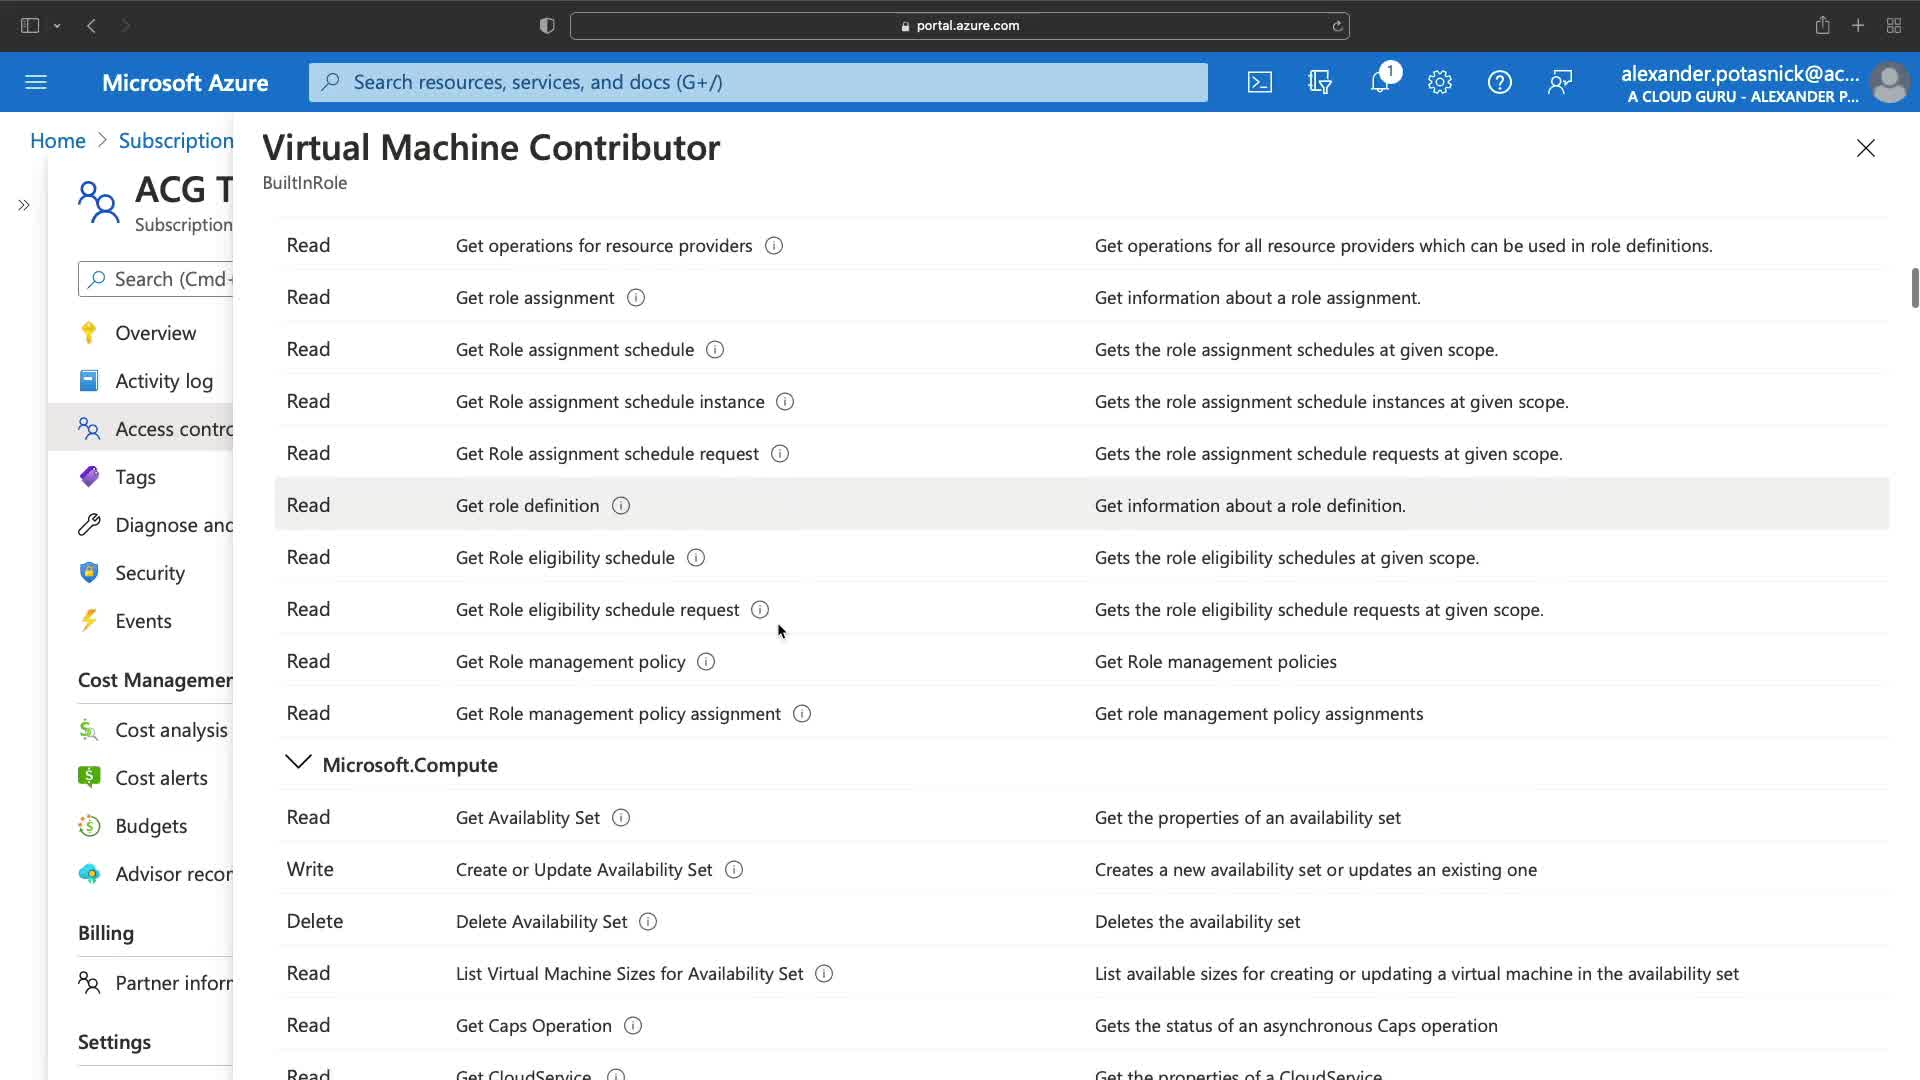 portal.azure.com
Microsoft Azure
Search resources, services, and docs (G+/)
1
alexander.potasnick@ac...
A CLOUD GURU - ALEXANDER P...
Home > Subscription
Virtual Machine Contributor
BuiltInRole
ACG T
Subscription
Search (Cmd+
Overview
Activity log
Access contro
Tags
Diagnose and
Security
Events
Cost Managemen
Cost analysis
Cost alerts
Budgets
Advisor recor
Billing
Partner inforn
Settings
Read Get operations for resource providers Get operations for all resource providers which can be used in role definitions.
Read Get role assignment Get information about a role assignment.
Read Get Role assignment schedule Gets the role assignment schedules at given scope.
Read Get Role assignment schedule instance Gets the role assignment schedule instances at given scope.
Read Get Role assignment schedule request Gets the role assignment schedule requests at given scope.
Read Get role definition Get information about a role definition.
Read Get Role eligibility schedule Gets the role eligibility schedules at given scope.
Read Get Role eligibility schedule request Gets the role eligibility schedule requests at given scope.
Read Get Role management policy Get Role management policies
Read Get Role management policy assignment Get role management policy assignments
Microsoft.Compute
Read Get Availablity Set Get the properties of an availability set
Write Create or Update Availability Set Creates a new availability set or updates an existing one
Delete Delete Availability Set Deletes the availability set
Read List Virtual Machine Sizes for Availability Set List available sizes for creating or updating a virtual machine in the availability set
Read Get Caps Operation Gets the status of an asynchronous Caps operation
Read Get CloudService Get the properties of a CloudService